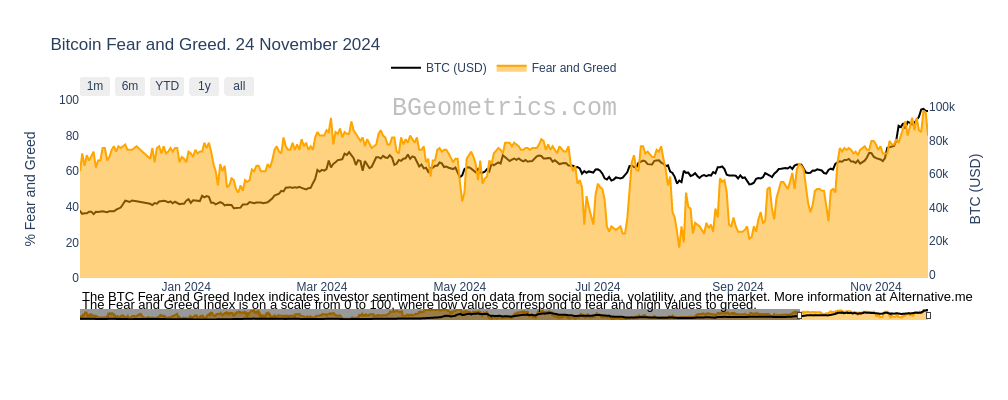 Bitcoin Fear and Greed. 24 November 2024
BTC (USD)
Fear and Greed
1m
6m
YTD
1y
all
BGeometrics.com
100
80
60
40
20
0
% Fear and Greed
100k
80k
60k
40k
20k
0
BTC (USD)
Jan 2024
Mar 2024
May 2024
Jul 2024
Sep 2024
Nov 2024
The BTC Fear and Greed Index indicates investor sentiment based on data from social media, volatility, and the market. More information at Alternative.me
The Fear and Greed Index is on a scale from 0 to 100, where low values correspond to fear and high values to greed.